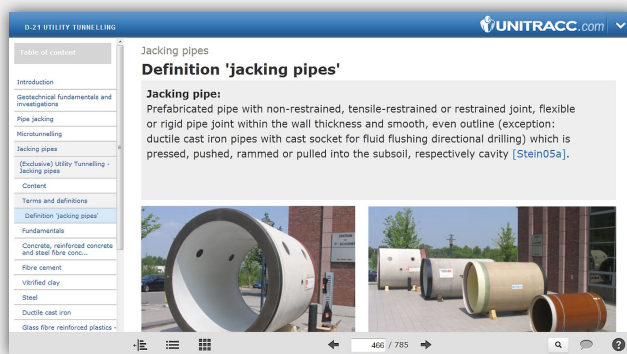 D-21 UTILITY TUNNELLING
UNITRACC.com
Table of content
Introduction
Geotechnical fundamentals and
investigations
Pipe jacking
Microtunnelling
Jacking pipes
(Exclusive) Utility Tunnelling -
Jacking pipes
Content
Terms and definitions
Definition 'jacking pipes'
Fundamentals
Concrete, reinforced concrete
and steel fibre conc...
Fibre cement
Vitrified clay
Steel
Ductile cast iron
Glass fibre reinforced plastics -
Jacking pipes
Definition 'jacking pipes'
Jacking pipe:
Prefabricated pipe with non-restrained, tensile-restrained or restrained joint, flexible
or rigid pipe joint within the wall thickness and smooth, even outline (exception:
ductile cast iron pipes with cast socket for fluid flushing directional drilling) which is
pressed, pushed, rammed or pulled into the subsoil, respectively cavity [Stein05a].
466 / 785
?